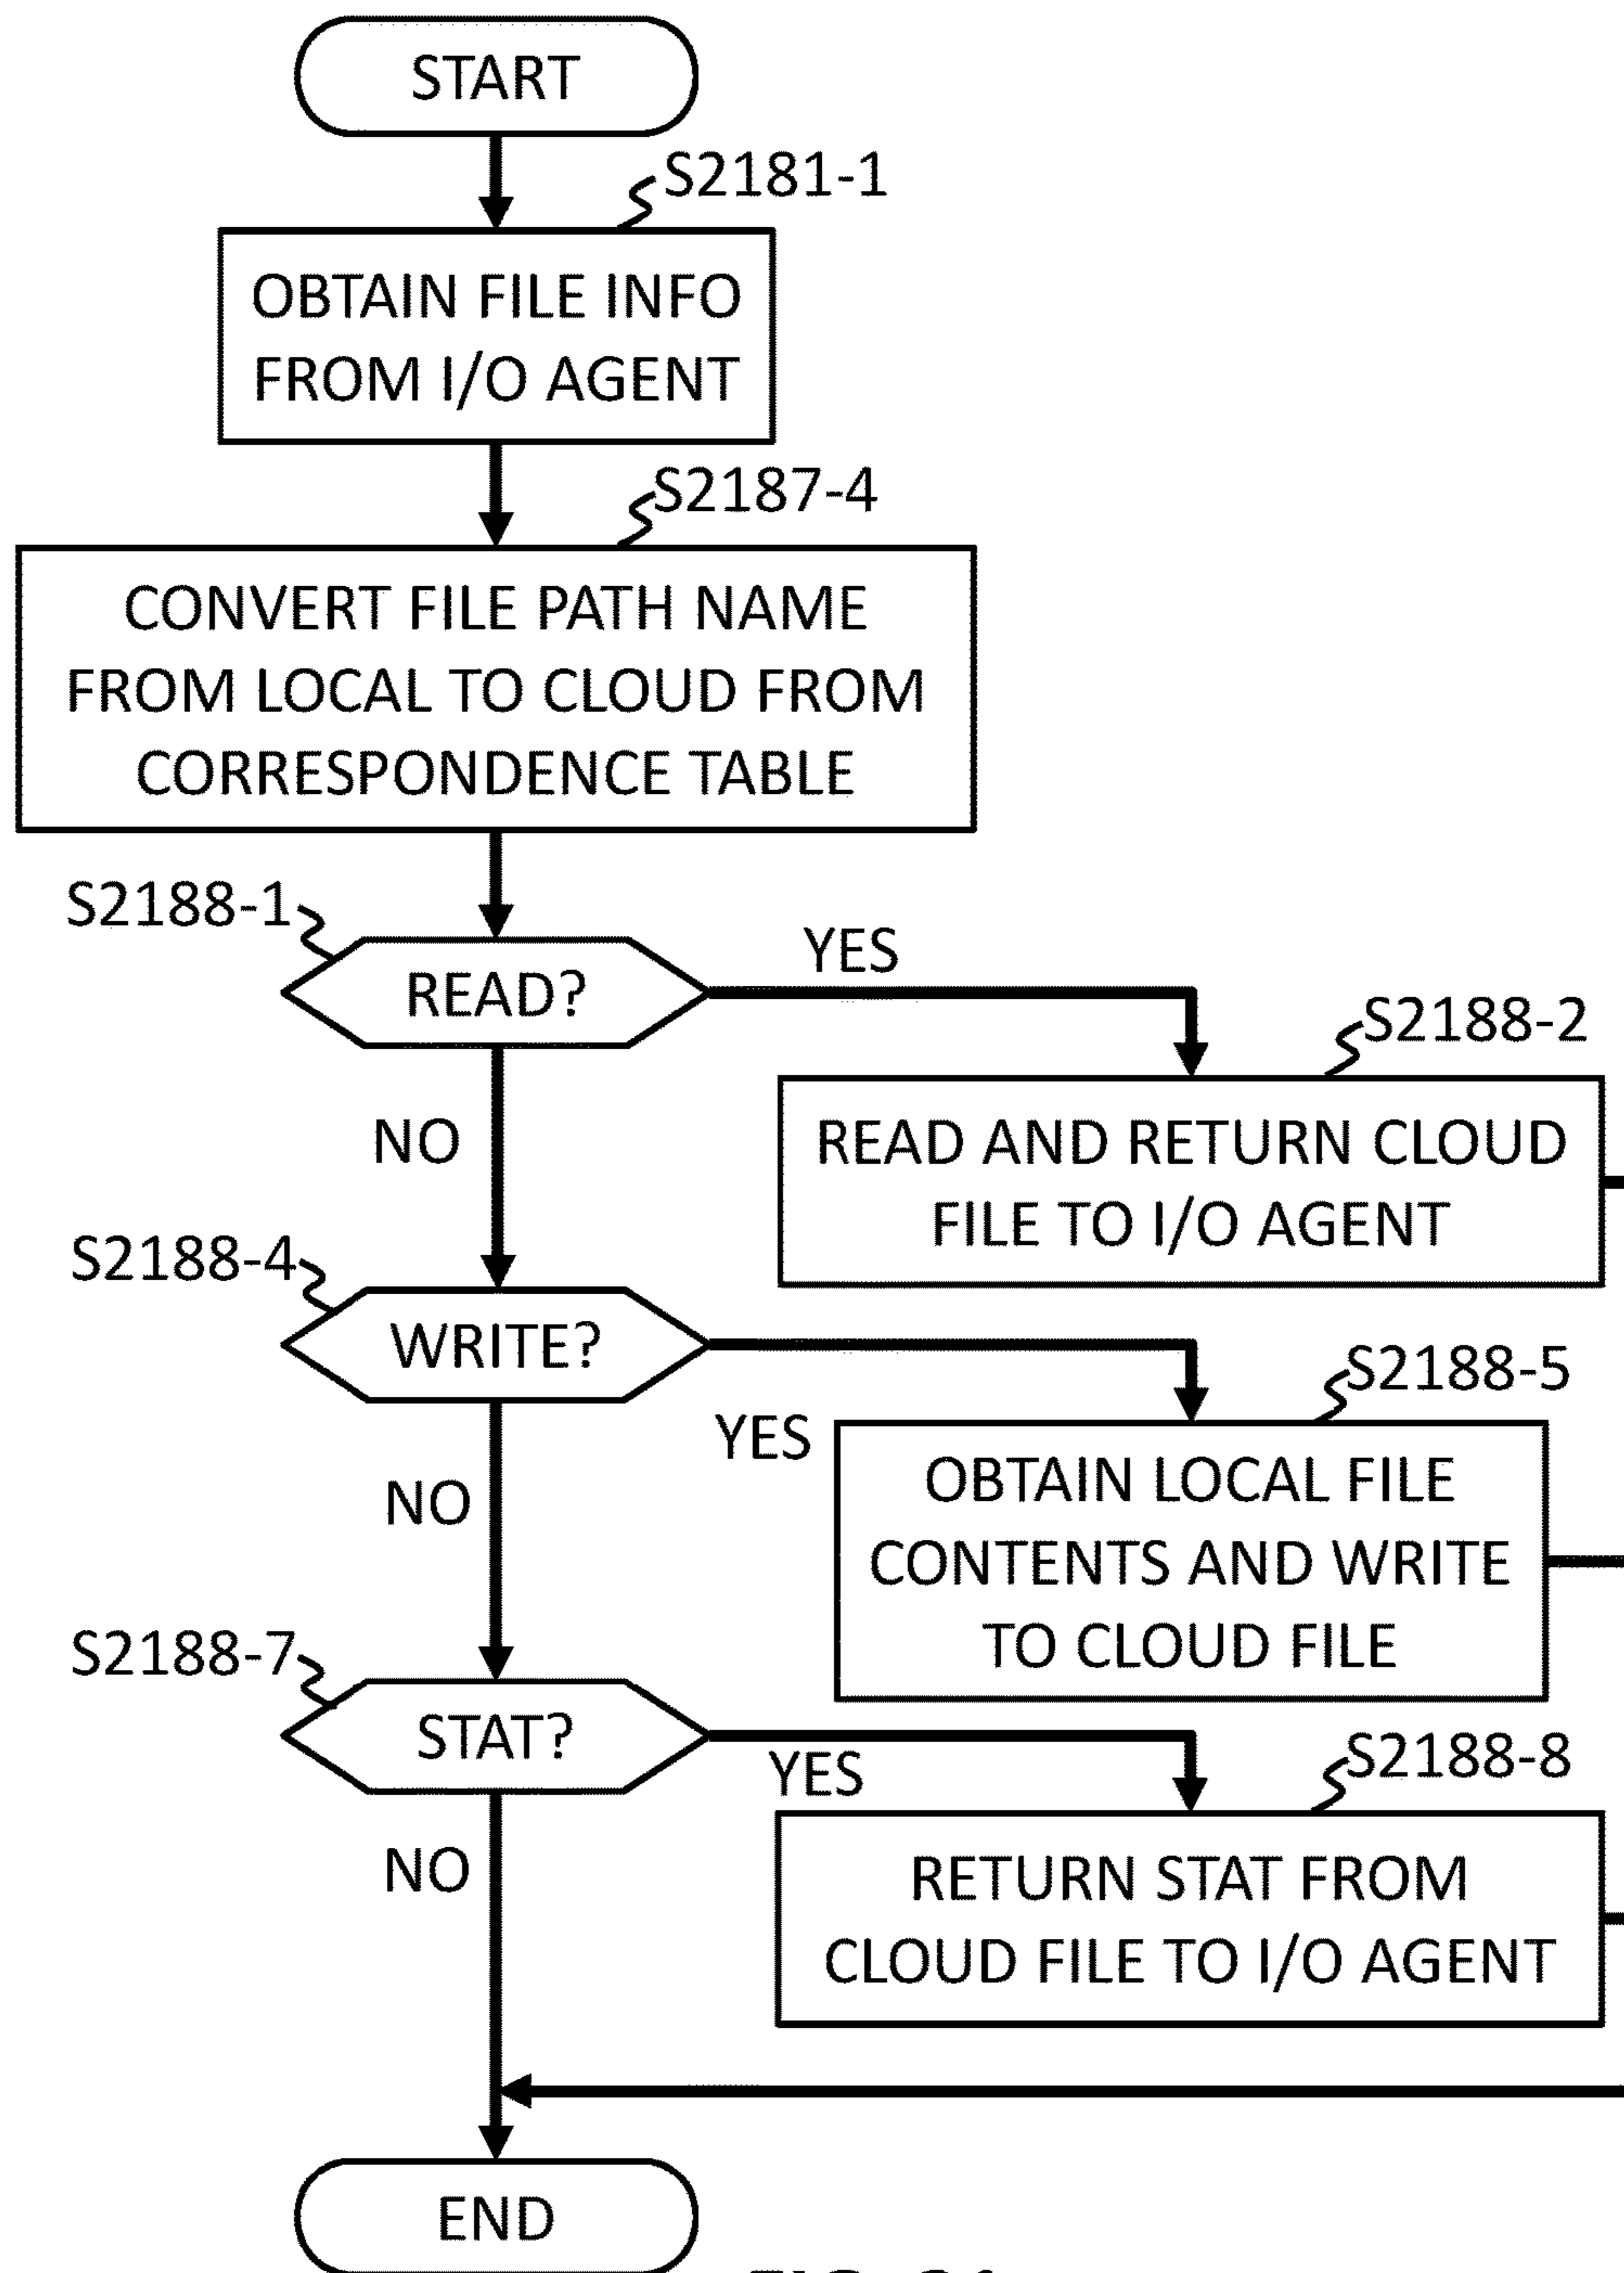 START
S2181-1
OBTAIN FILE INFO
FROM I/O AGENT
S2187-4
CONVERT FILE PATH NAME
FROM LOCAL TO CLOUD FROM
CORRESPONDENCE TABLE
S2188-1
READ?
YES
S2188-2
READ AND RETURN CLOUD
FILE TO I/O AGENT
NO
S2188-4
WRITE?
YES
S2188-5
OBTAIN LOCAL FILE
CONTENTS AND WRITE
TO CLOUD FILE
NO
S2188-7
STAT?
YES
S2188-8
RETURN STAT FROM
CLOUD FILE TO I/O AGENT
NO
END